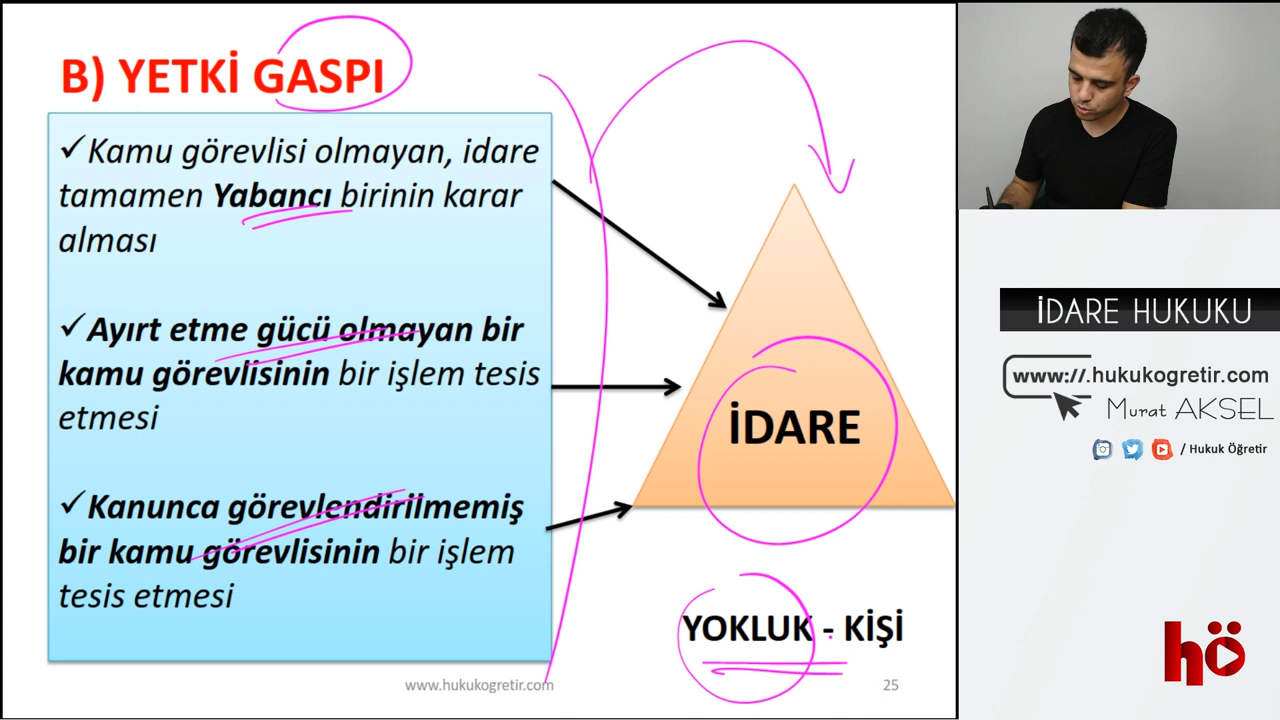 B) YETKİ GASPI
✓Kamu görevlisi olmayan, idare
tamamen Yabancı birinin karar
alması
✓Ayırt etme gücü olmayan bir
kamu görevlisinin bir işlem tesis
etmesi
✓Kanunca görevlendirilmemiş
bir kamu görevlisinin bir işlem
tesis etmesi
İDARE
YOKLUK - KİŞİ
www.hukukogretir.com
25
İDARE HUKUKU
www://.hukukogretir.com
Murat AKSEL
/ Hukuk Öğretir
hö